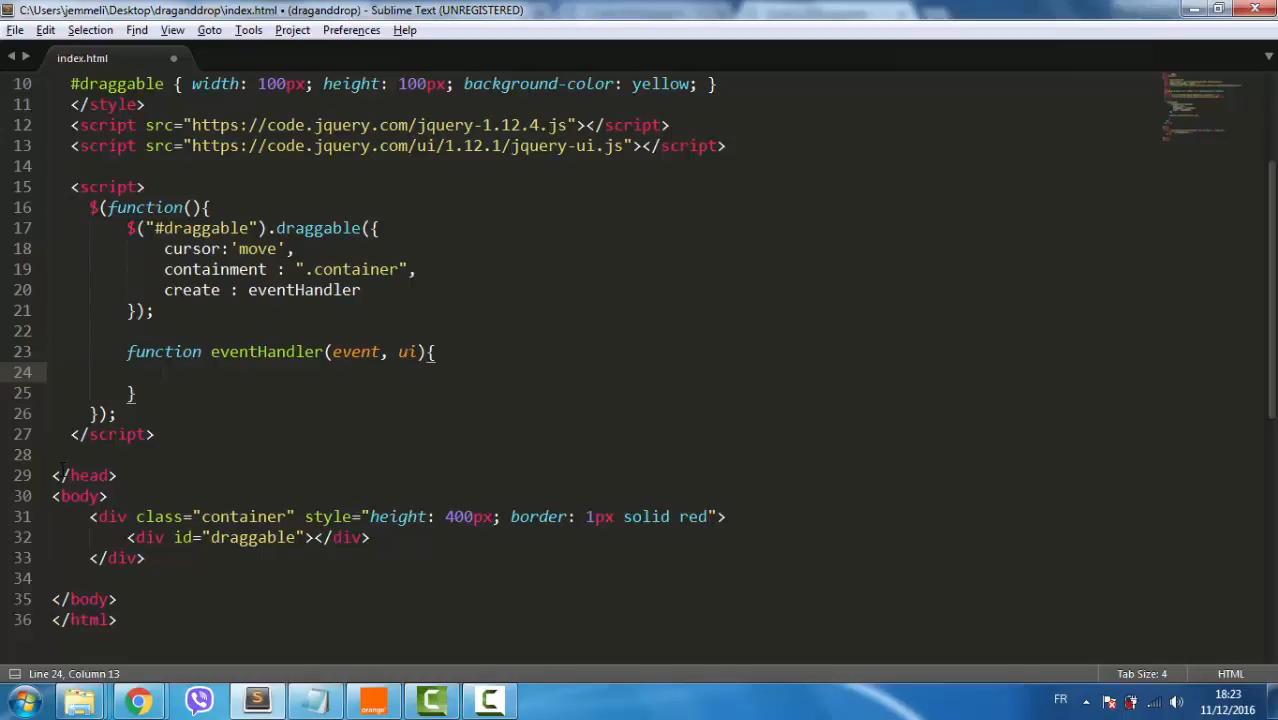 C:\Users\jemmeli\Desktop\draganddrop\index.html • (draganddrop) - Sublime Text (UNREGISTERED)
File Edit Selection Find View Goto Tools Project Preferences Help
index.html
10 #draggable { width: 100px; height: 100px; background-color: yellow; }
11 </style>
12 <script src="https://code.jquery.com/jquery-1.12.4.js"></script>
13 <script src="https://code.jquery.com/ui/1.12.1/jquery-ui.js"></script>
14
15 <script>
16 $(function(){
17 $("#draggable").draggable({
18 cursor:'move',
19 containment : ".container",
20 create : eventHandler
21 });
22
23 function eventHandler(event, ui){
24
25 }
26 });
27 </script>
28
29 </head>
30 <body>
31 <div class="container" style="height: 400px; border: 1px solid red">
32 <div id="draggable"></div>
33 </div>
34
35 </body>
36 </html>
Line 24, Column 13 Tab Size: 4 HTML
orange
FR 18:23
11/12/2016